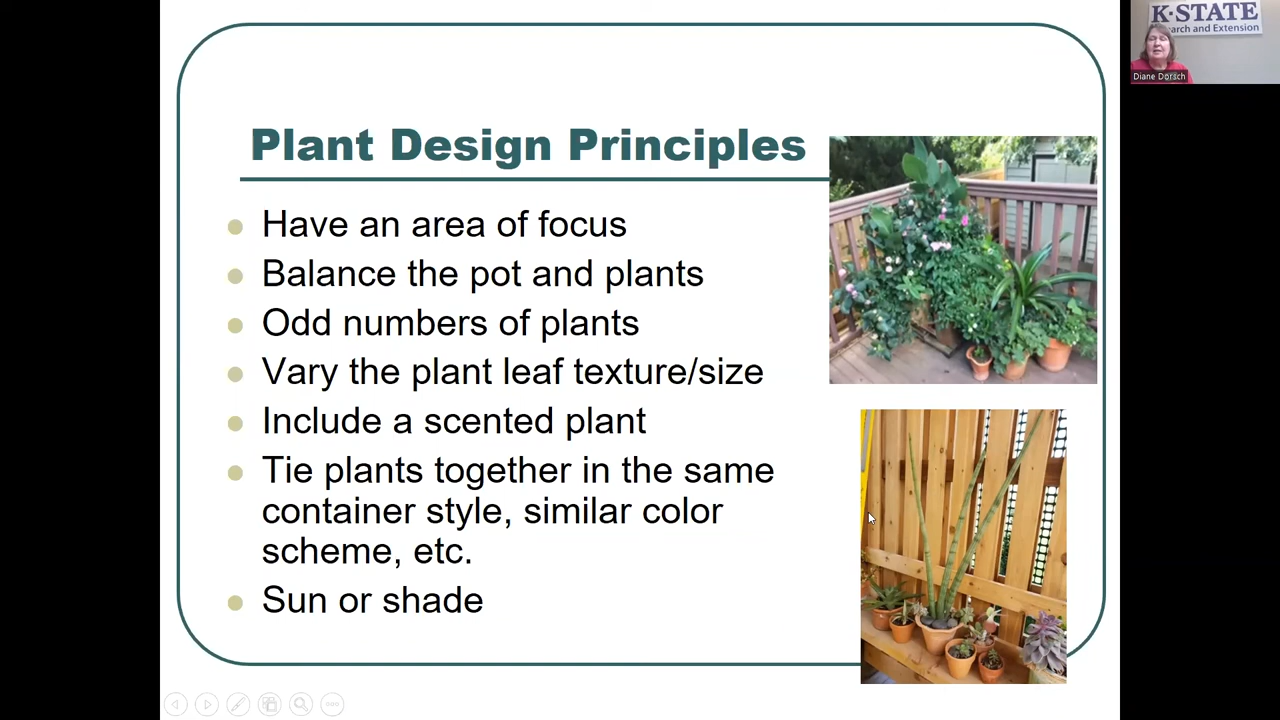 Plant Design Principles
Have an area of focus
Balance the pot and plants
Odd numbers of plants
Vary the plant leaf texture/size
Include a scented plant
Tie plants together in the same
container style, similar color
scheme, etc.
Sun or shade
K-STATE
arch and Extension
Diane Dorsch